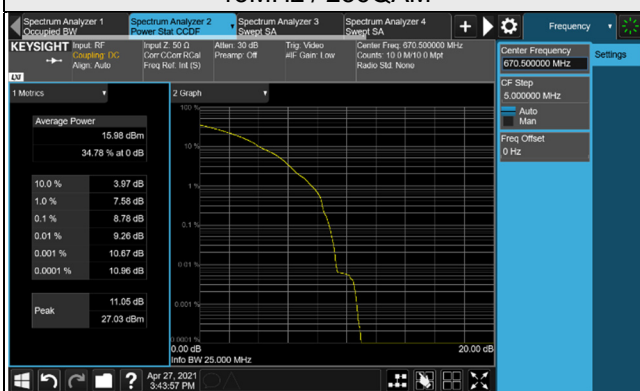 Spectrum Analyzer 1
Occupied BW
Spectrum Analyzer 2
Power Stat CCDF
Spectrum Analyzer 3
Swept SA
Spectrum Analyzer 4
Swept SA
+
Frequency
KEYSIGHT
Input: RF
Coupling: DC
Align: Auto
Input Z: 50 Ω
Corr CCorr RCal
Freq Ref: Int (S)
Atten: 30 dB
Preamp: Off
Trig: Video
#IF Gain: Low
Center Freq: 670.500000 MHz
Counts: 10.0 M/10.0 Mpt
Radio Std: None
LXI
Center Frequency
670.500000 MHz
Settings
CF Step
5.000000 MHz
Auto
Man
Freq Offset
0 Hz
1 Metrics
2 Graph
Average Power
15.98 dBm
34.78 % at 0 dB
10.0 % 3.97 dB
1.0 % 7.58 dB
0.1 % 8.78 dB
0.01 % 9.26 dB
0.001 % 10.67 dB
0.0001 % 10.96 dB
Peak
11.05 dB
27.03 dBm
100 %
10 %
1 %
0.1 %
0.01 %
0.001 %
0.0001 %
0.00 dB
20.00 dB
Info BW 25.000 MHz
?
Apr 27, 2021
3:43:57 PM